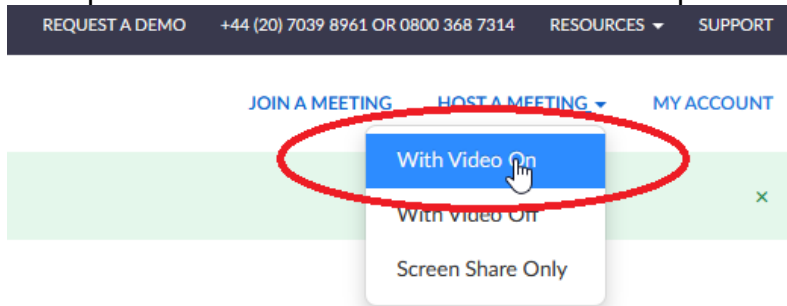 REQUEST A DEMO +44 (20) 7039 8961 OR 0800 368 7314 RESOURCES SUPPORT
JOIN A MEETING HOST A MEETING MY ACCOUNT
With Video On
With Video Off
Screen Share Only